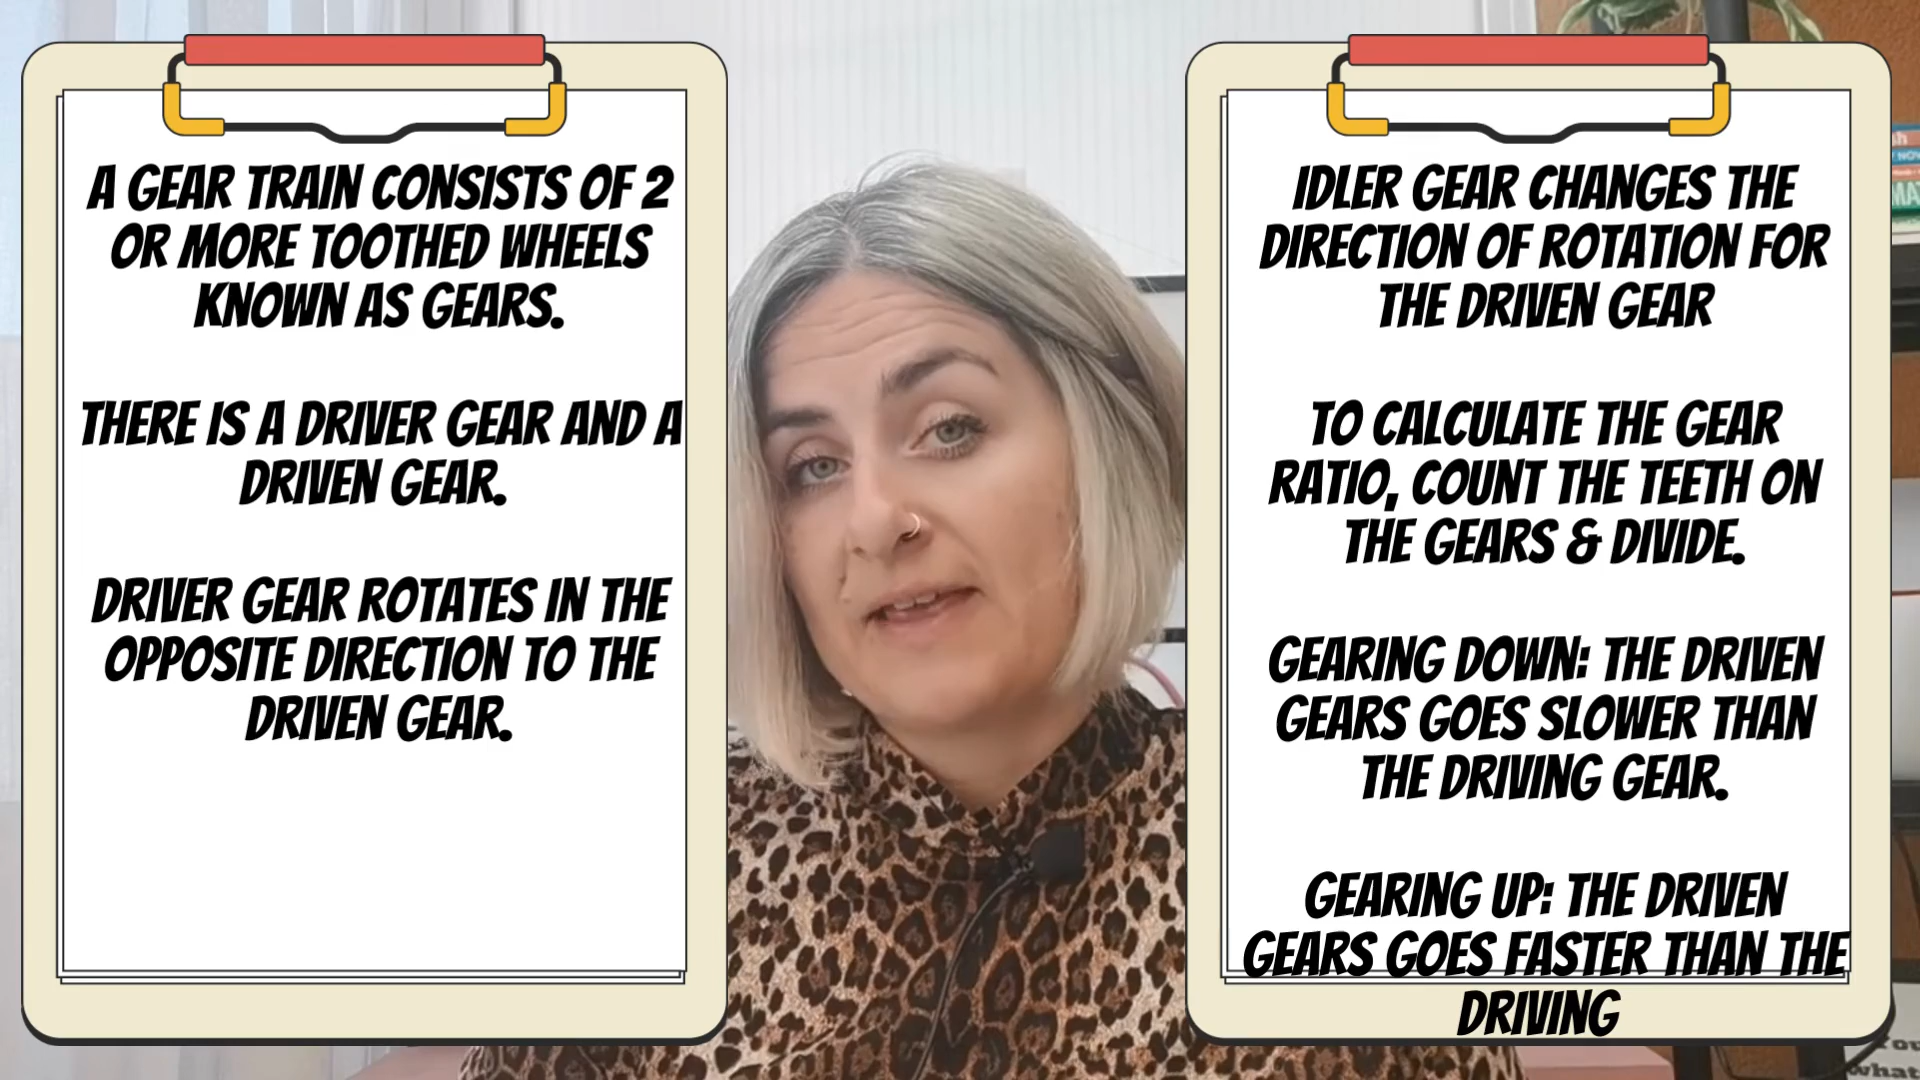 A GEAR TRAIN CONSISTS OF 2
OR MORE TOOTHED WHEELS
KNOWN AS GEARS.
THERE IS A DRIVER GEAR AND A
DRIVEN GEAR.
DRIVER GEAR ROTATES IN THE
OPPOSITE DIRECTION TO THE
DRIVEN GEAR.
IDLER GEAR CHANGES THE
DIRECTION OF ROTATION FOR
THE DRIVEN GEAR
TO CALCULATE THE GEAR
RATIO, COUNT THE TEETH ON
THE GEARS & DIVIDE.
GEARING DOWN: THE DRIVEN
GEARS GOES SLOWER THAN
THE DRIVING GEAR.
GEARING UP: THE DRIVEN
GEARS GOES FASTER THAN THE
DRIVING